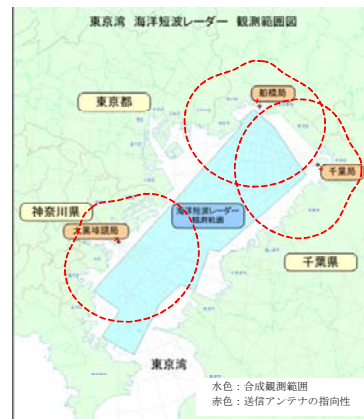 東京湾 海洋短波レーダー 観測範囲図
船橋局
東京都
千葉局
神奈川県
海洋短波レーダー
観測範囲
大黒埠頭局
千葉県
東京湾
水色：合成観測範囲
赤色：送信アンテナの指向性